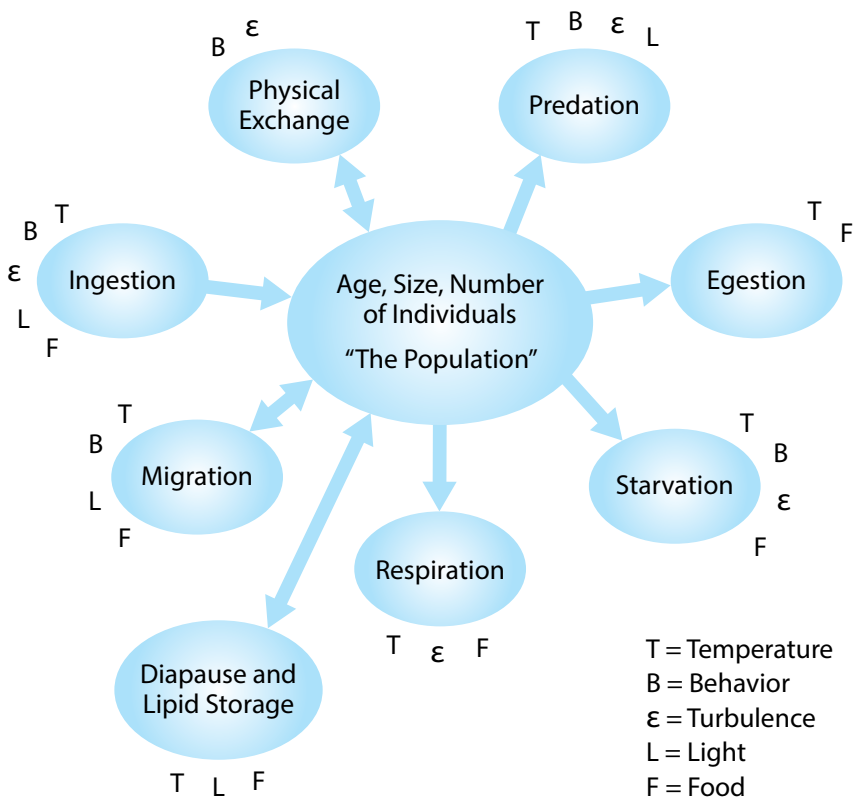 B ε
Physical
Exchange
T B ε L
Predation
T
B
ε
L
F
Ingestion
Age, Size, Number
of Individuals
“The Population”
T
F
Egestion
T
B
L
F
Migration
T
B
ε
F
Starvation
Respiration
T ε F
Diapause and
Lipid Storage
T L F
T = Temperature
B = Behavior
ε = Turbulence
L = Light
F = Food